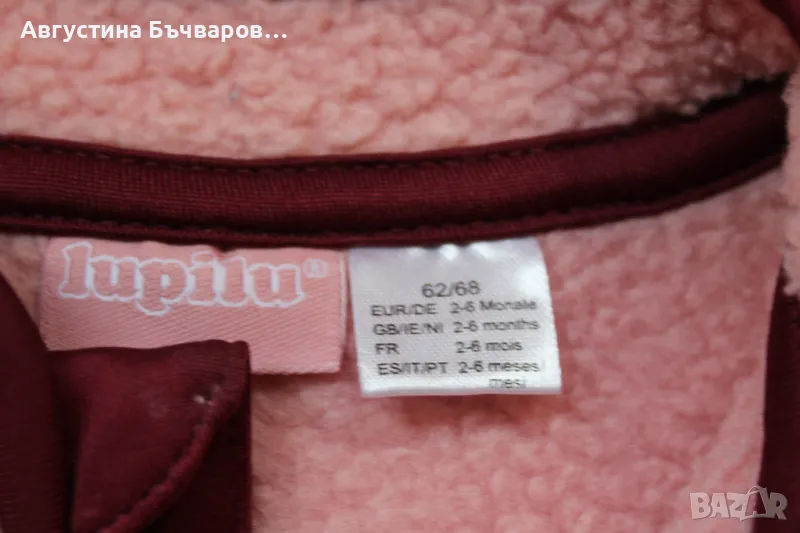 Августина Бъчваров...
lupilu®
62/68
EUR/DE 2-6 Monate
GB/IE/NI 2-6 months
FR 2-6 mois
ES/IT/PT 2-6 meses/
mesi
BAZAR